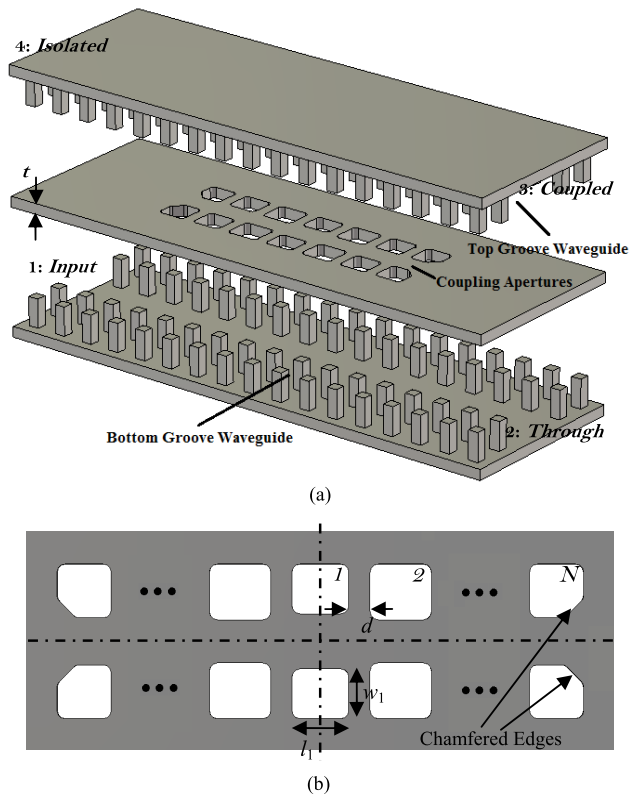 4: Isolated
t
3: Coupled
Top Groove Waveguide
1: Input
Coupling Apertures
Bottom Groove Waveguide
2: Through
(a)
1 2 N
d
w1
Chamfered Edges
l1
(b)